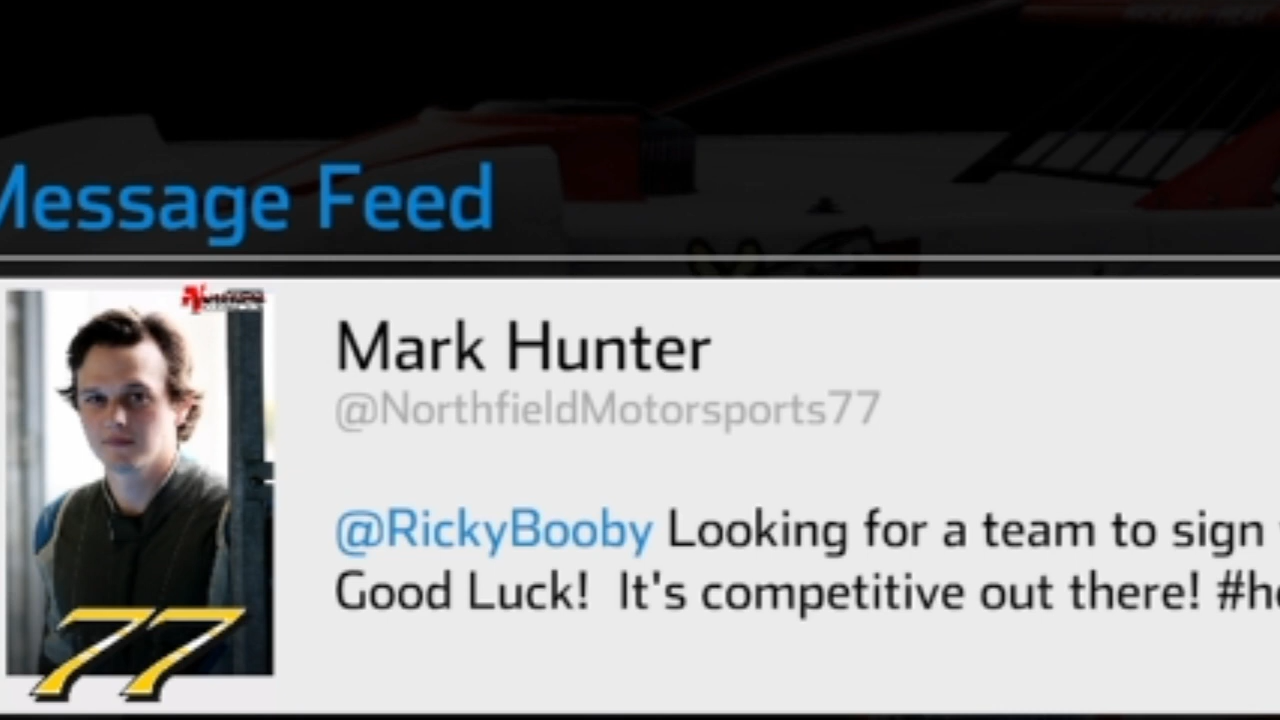 Message Feed
Mark Hunter
@NorthfieldMotorsports77
@RickyBooby Looking for a team to sign
Good Luck!  It's competitive out there! #h
77